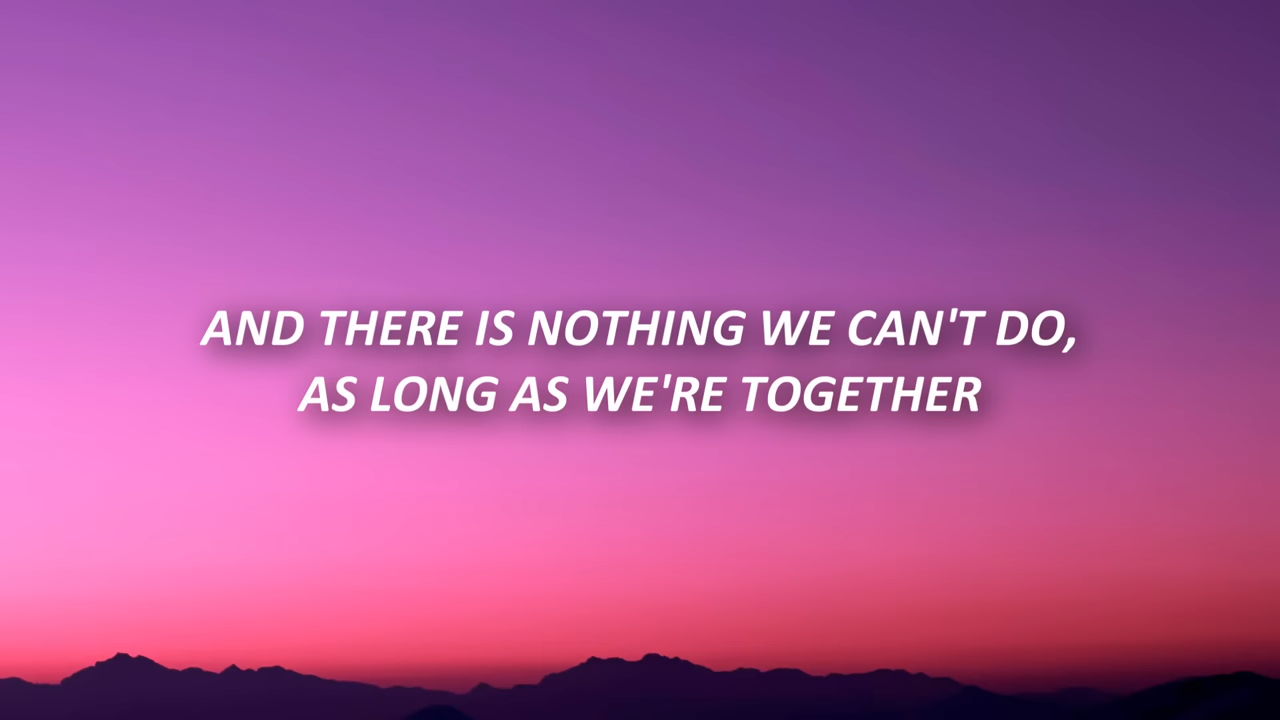 AND THERE IS NOTHING WE CAN'T DO,
AS LONG AS WE'RE TOGETHER